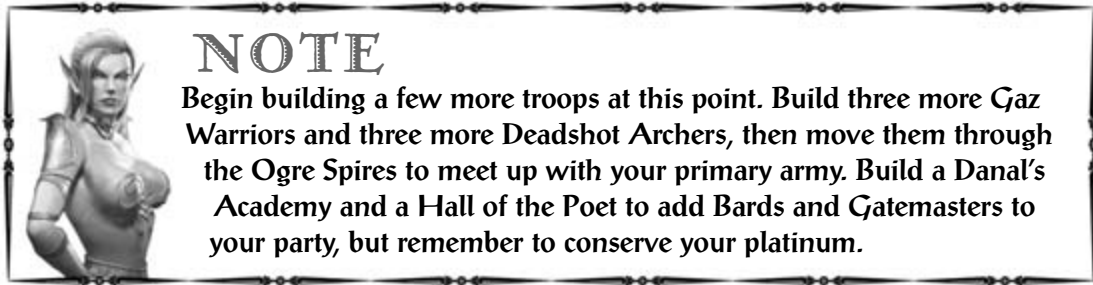 NOTE
Begin building a few more troops at this point. Build three more Gaz
Warriors and three more Deadshot Archers, then move them through
the Ogre Spires to meet up with your primary army. Build a Danal’s
Academy and a Hall of the Poet to add Bards and Gatemasters to
your party, but remember to conserve your platinum.